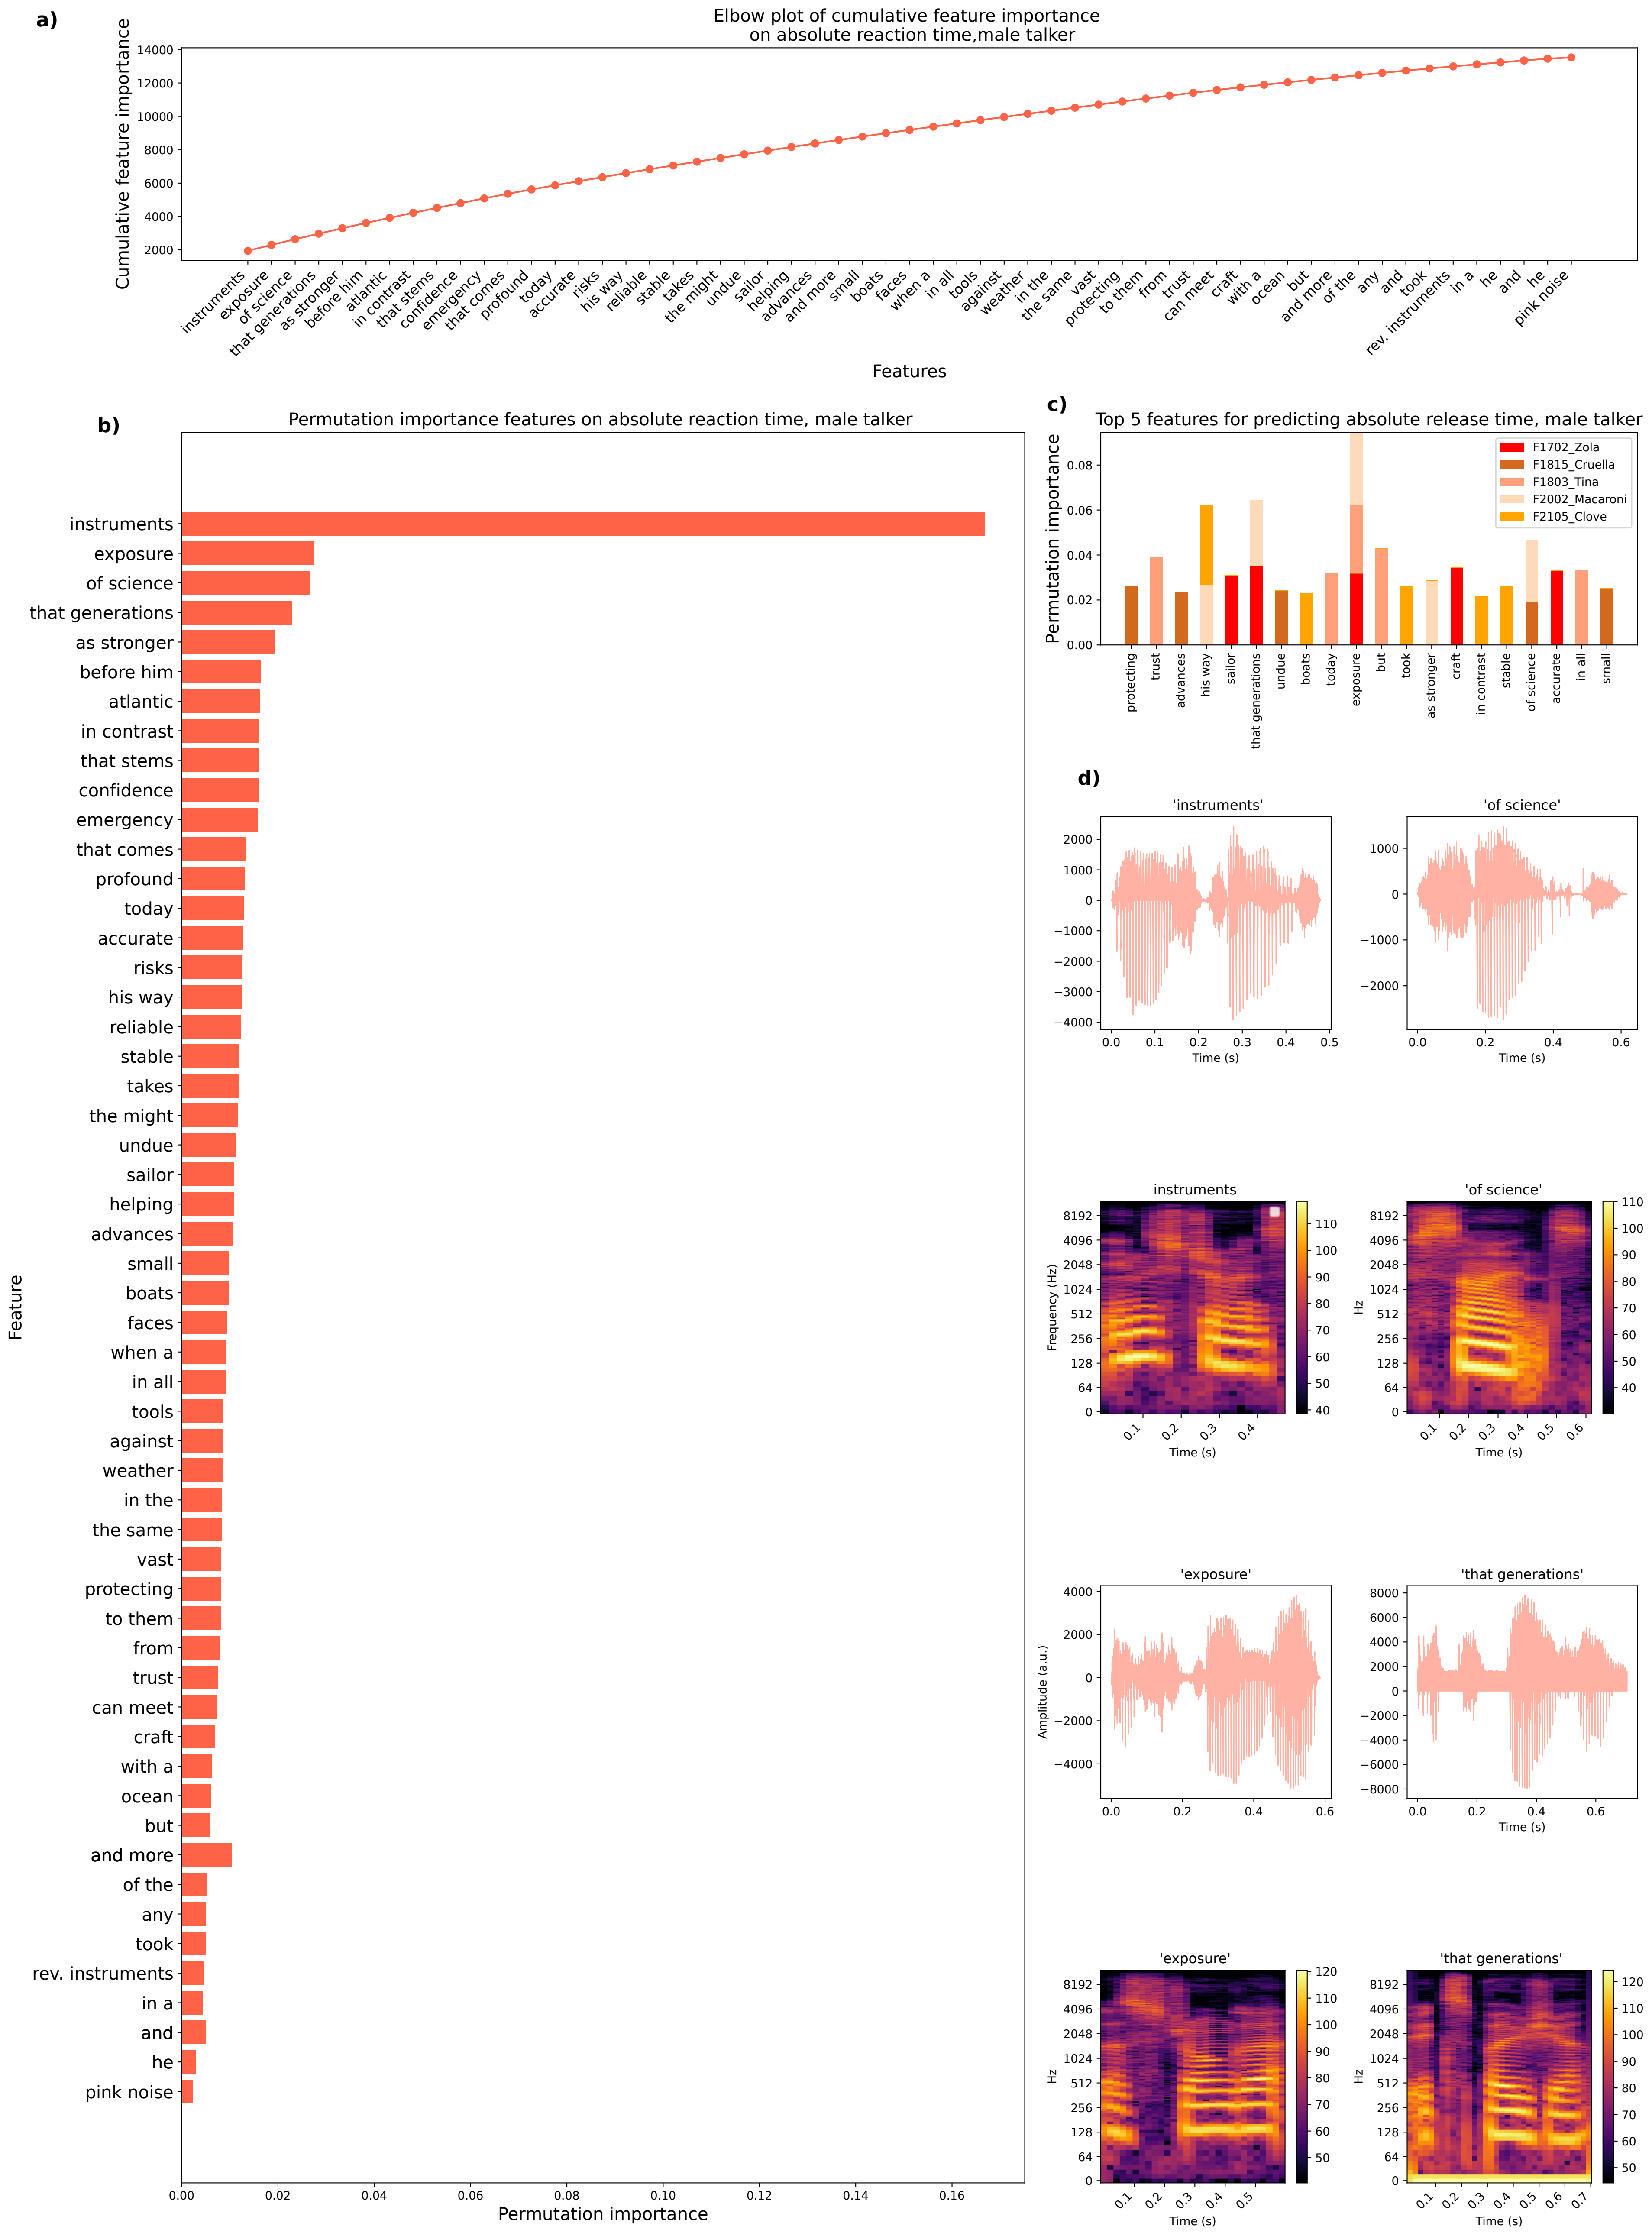 a)
Elbow plot of cumulative feature importance
on absolute reaction time,male talker
Cumulative feature importance
14000
12000
10000
8000
6000
4000
2000
instruments
exposure
of science
that generations
as stronger
before him
atlantic
in contrast
that stems
confidence
emergency
that comes
profound
today
accurate
risks
his way
reliable
stable
takes
the might
undue
sailor
helping
advances
and more
small
boats
faces
when a
in all
tools
against
weather
in the
the same
vast
protecting
to them
from
trust
can meet
craft
with a
ocean
but
and more
of the
any
and
took
rev. instruments
in a
he
and
he
pink noise
Features
b)
Permutation importance features on absolute reaction time, male talker
Feature
instruments
exposure
of science
that generations
as stronger
before him
atlantic
in contrast
that stems
confidence
emergency
that comes
profound
today
accurate
risks
his way
reliable
stable
takes
the might
undue
sailor
helping
advances
small
boats
faces
when a
in all
tools
against
weather
in the
the same
vast
protecting
to them
from
trust
can meet
craft
with a
ocean
but
and more
of the
any
took
rev. instruments
in a
and
he
pink noise
0.00 0.02 0.04 0.06 0.08 0.10 0.12 0.14 0.16
Permutation importance
c)
Top 5 features for predicting absolute release time, male talker
Permutation importance
0.08
0.06
0.04
0.02
0.00
F1702_Zola
F1815_Cruella
F1803_Tina
F2002_Macaroni
F2105_Clove
protecting
trust
advances
his way
sailor
that generations
undue
boats
today
exposure
but
took
as stronger
craft
in contrast
stable
of science
accurate
in all
small
d)
'instruments'
2000
1000
0
−1000
−2000
−3000
−4000
0.0 0.1 0.2 0.3 0.4 0.5
Time (s)
'of science'
1000
0
−1000
−2000
0.0 0.2 0.4 0.6
Time (s)
instruments
Frequency (Hz)
8192
4096
2048
1024
512
256
128
64
0
0.1 0.2 0.3 0.4
Time (s)
110
100
90
80
70
60
50
40
'of science'
Hz
8192
4096
2048
1024
512
256
128
64
0
0.1 0.2 0.3 0.4 0.5 0.6
Time (s)
110
100
90
80
70
60
50
40
'exposure'
Amplitude (a.u.)
4000
2000
0
−2000
−4000
0.0 0.2 0.4 0.6
'that generations'
8000
6000
4000
2000
0
−2000
−4000
−6000
−8000
0.0 0.2 0.4 0.6
Time (s)
'exposure'
Hz
8192
4096
2048
1024
512
256
128
64
0
0.1 0.2 0.3 0.4 0.5
Time (s)
120
110
100
90
80
70
60
50
'that generations'
Hz
8192
4096
2048
1024
512
256
128
64
0
0.1 0.2 0.3 0.4 0.5 0.6 0.7
Time (s)
120
110
100
90
80
70
60
50